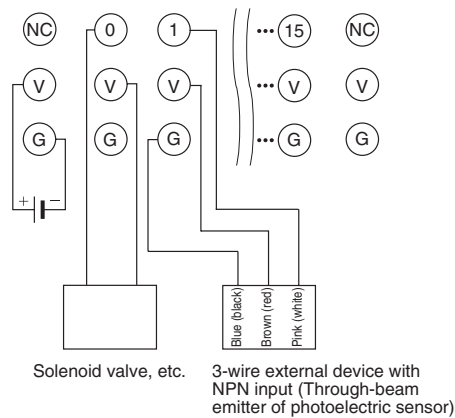 NC 0 1 ••• 15 NC
V V V ••• V V
G G G ••• G G
+ −
Blue (black)
Brown (red)
Pink (white)
Solenoid valve, etc.
3-wire external device with
NPN input (Through-beam
emitter of photoelectric sensor)